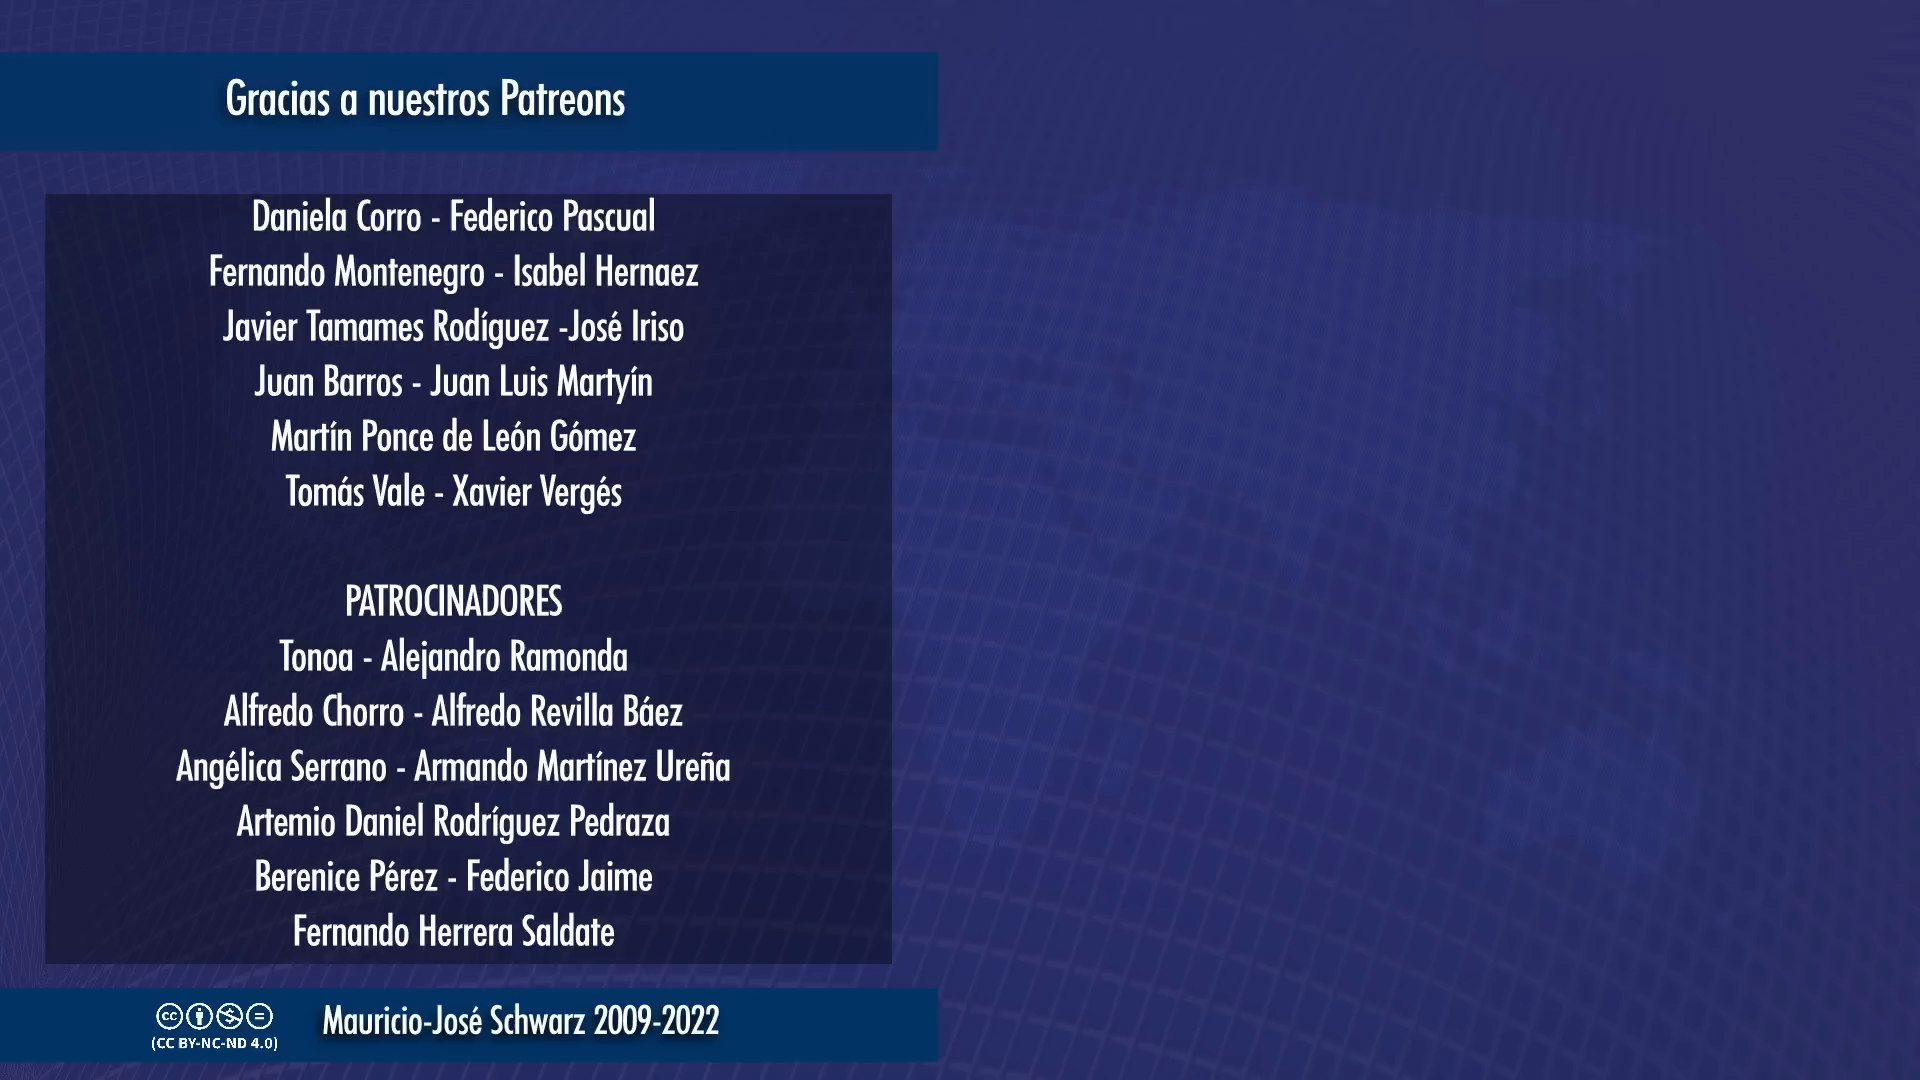 Gracias a nuestros Patreons
Daniela Corro - Federico Pascual
Fernando Montenegro - Isabel Hernaez
Javier Tamames Rodíguez -José Iriso
Juan Barros - Juan Luis Martyín
Martín Ponce de León Gómez
Tomás Vale - Xavier Vergés
PATROCINADORES
Tonoa - Alejandro Ramonda
Alfredo Chorro - Alfredo Revilla Báez
Angélica Serrano - Armando Martínez Ureña
Artemio Daniel Rodríguez Pedraza
Berenice Pérez - Federico Jaime
Fernando Herrera Saldate
Mauricio-José Schwarz 2009-2022
(CC BY-NC-ND 4.0)